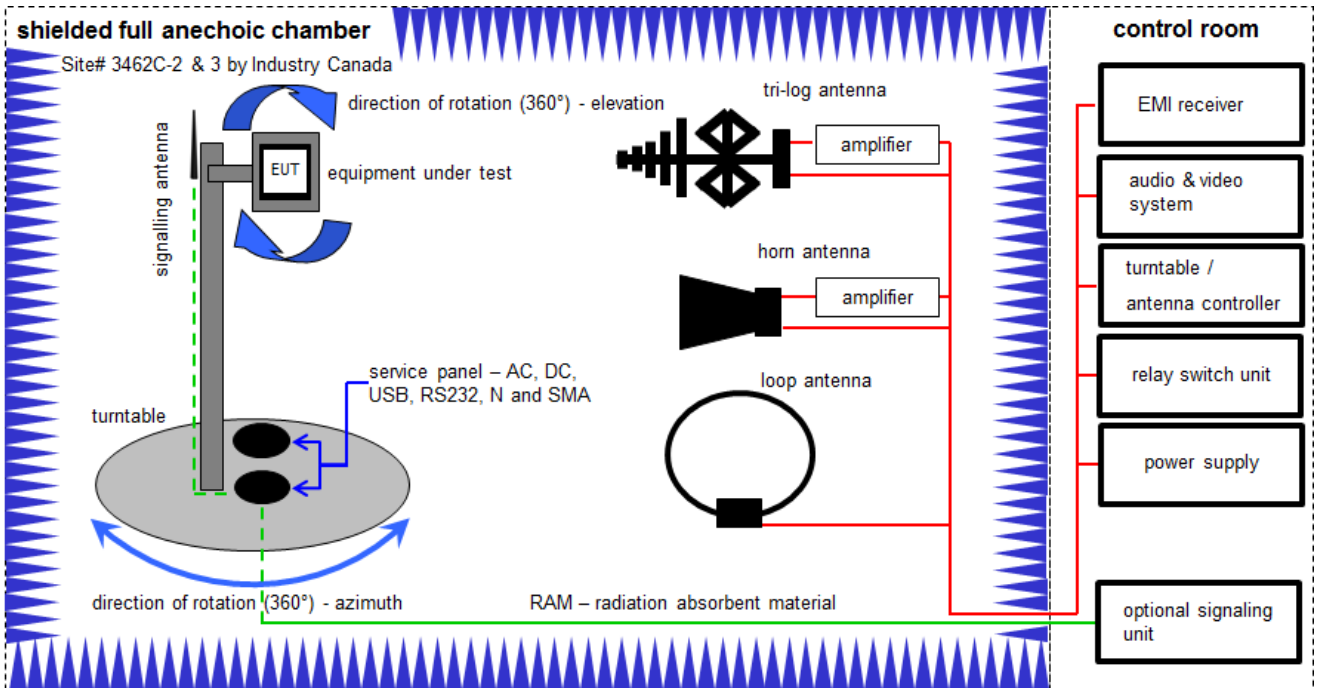 shielded full anechoic chamber
Site# 3462C-2 & 3 by Industry Canada
direction of rotation (360°) - elevation
signalling antenna
EUT
equipment under test
tri-log antenna
amplifier
horn antenna
amplifier
loop antenna
service panel – AC, DC,
USB, RS232, N and SMA
turntable
direction of rotation (360°) - azimuth
RAM – radiation absorbent material
control room
EMI receiver
audio & video
system
turntable /
antenna controller
relay switch unit
power supply
optional signaling
unit